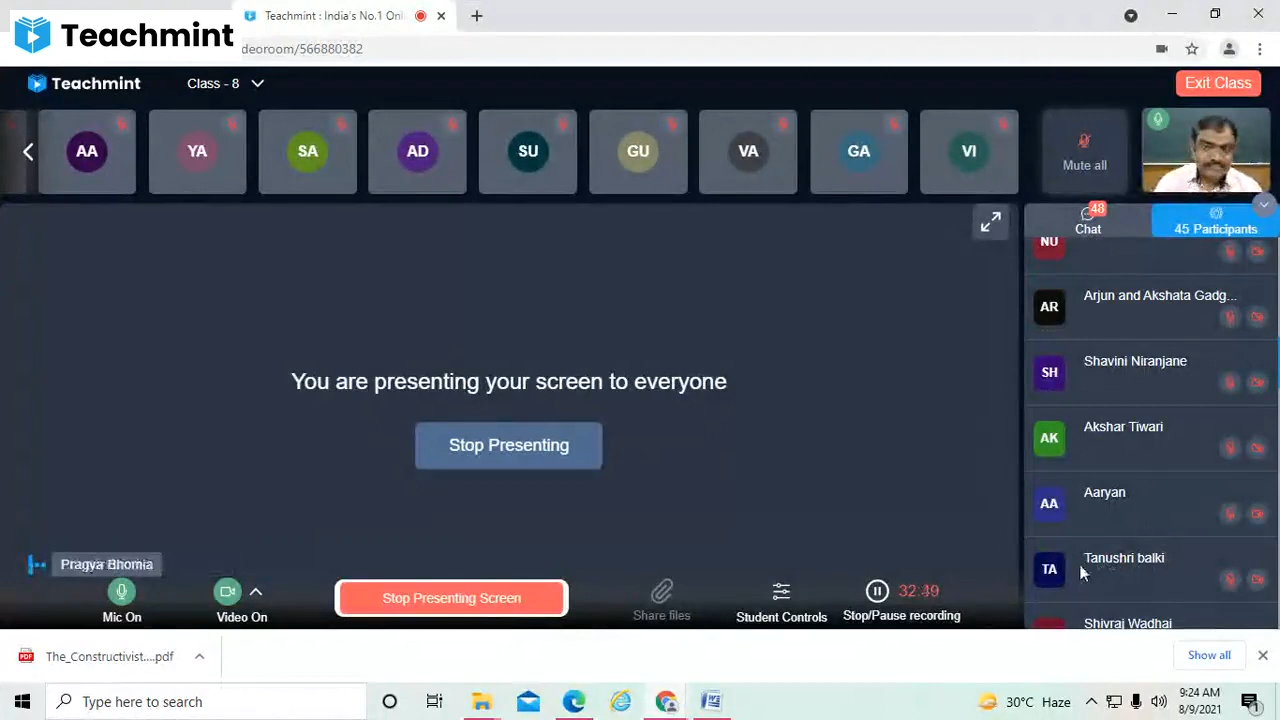 Teachmint : India's No.1 Onl
Teachmint
deoroom/566880382
Teachmint
Class - 8
Exit Class
AA
YA
SA
AD
SU
GU
VA
GA
VI
Mute all
48
Chat
45 Participants
NU
AR
Arjun and Akshata Gadg...
SH
Shavini Niranjane
AK
Akshar Tiwari
AA
Aaryan
TA
Tanushri balki
Shivraj Wadhai
You are presenting your screen to everyone
Stop Presenting
Pragya Bhomia
Mic On
Video On
Stop Presenting Screen
Share files
Student Controls
32:49
Stop/Pause recording
PDF
The_Constructivist....pdf
Show all
Type here to search
30°C Haze
9:24 AM
8/9/2021
1